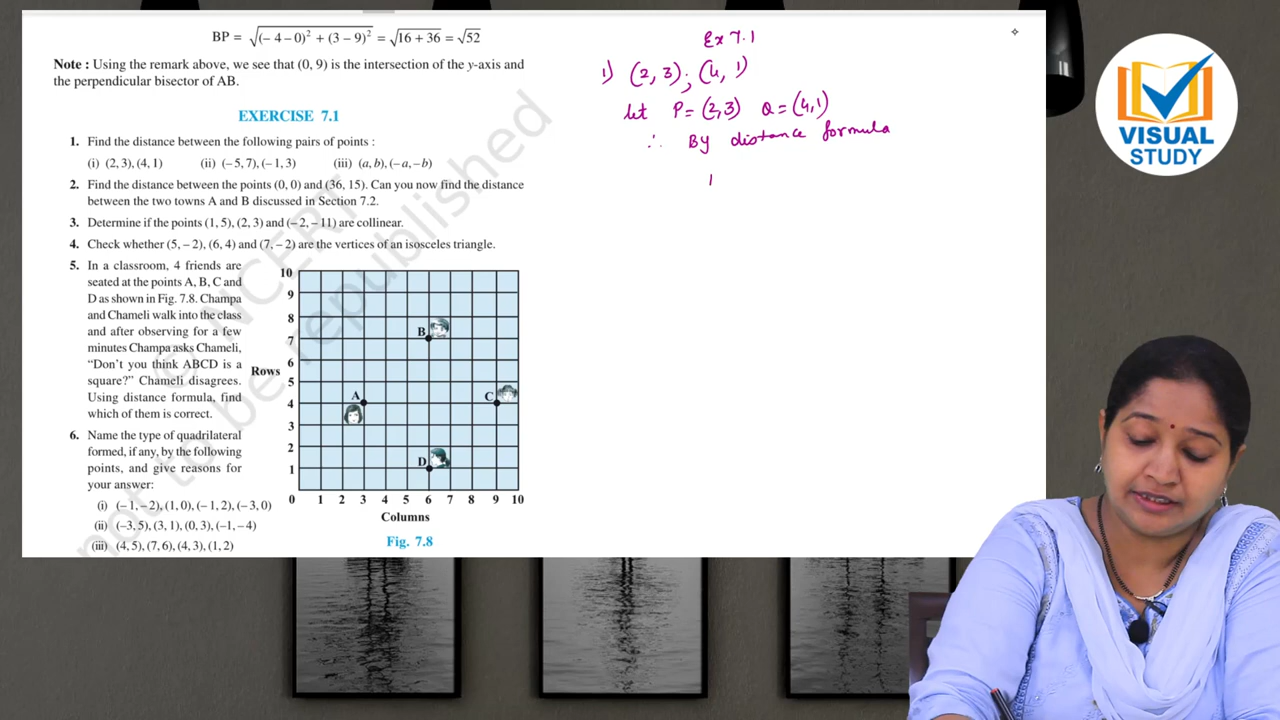 BP = √(– 4 – 0)² + (3 – 9)² = √16 + 36 = √52
Note : Using the remark above, we see that (0, 9) is the intersection of the y-axis and
the perpendicular bisector of AB.
EXERCISE 7.1
1. Find the distance between the following pairs of points :
(i) (2, 3), (4, 1) (ii) (– 5, 7), (– 1, 3) (iii) (a, b), (– a, – b)
2. Find the distance between the points (0, 0) and (36, 15). Can you now find the distance
between the two towns A and B discussed in Section 7.2.
3. Determine if the points (1, 5), (2, 3) and (– 2, – 11) are collinear.
4. Check whether (5, – 2), (6, 4) and (7, – 2) are the vertices of an isosceles triangle.
5. In a classroom, 4 friends are
seated at the points A, B, C and
D as shown in Fig. 7.8. Champa
and Chameli walk into the class
and after observing for a few
minutes Champa asks Chameli,
“Don’t you think ABCD is a
square?” Chameli disagrees.
Using distance formula, find
which of them is correct.
6. Name the type of quadrilateral
formed, if any, by the following
points, and give reasons for
your answer:
(i) (– 1, – 2), (1, 0), (– 1, 2), (– 3, 0)
(ii) (–3, 5), (3, 1), (0, 3), (–1, – 4)
(iii) (4, 5), (7, 6), (4, 3), (1, 2)
10
9
8
7
6
5
4
3
2
1
Rows
B
A
C
D
0 1 2 3 4 5 6 7 8 9 10
Columns
Fig. 7.8
© NCERT
not to be republished
Ex 7.1
1) (2, 3) ; (4, 1)
let P = (2,3) Q = (4,1)
∴ By distance formula
VISUAL
STUDY